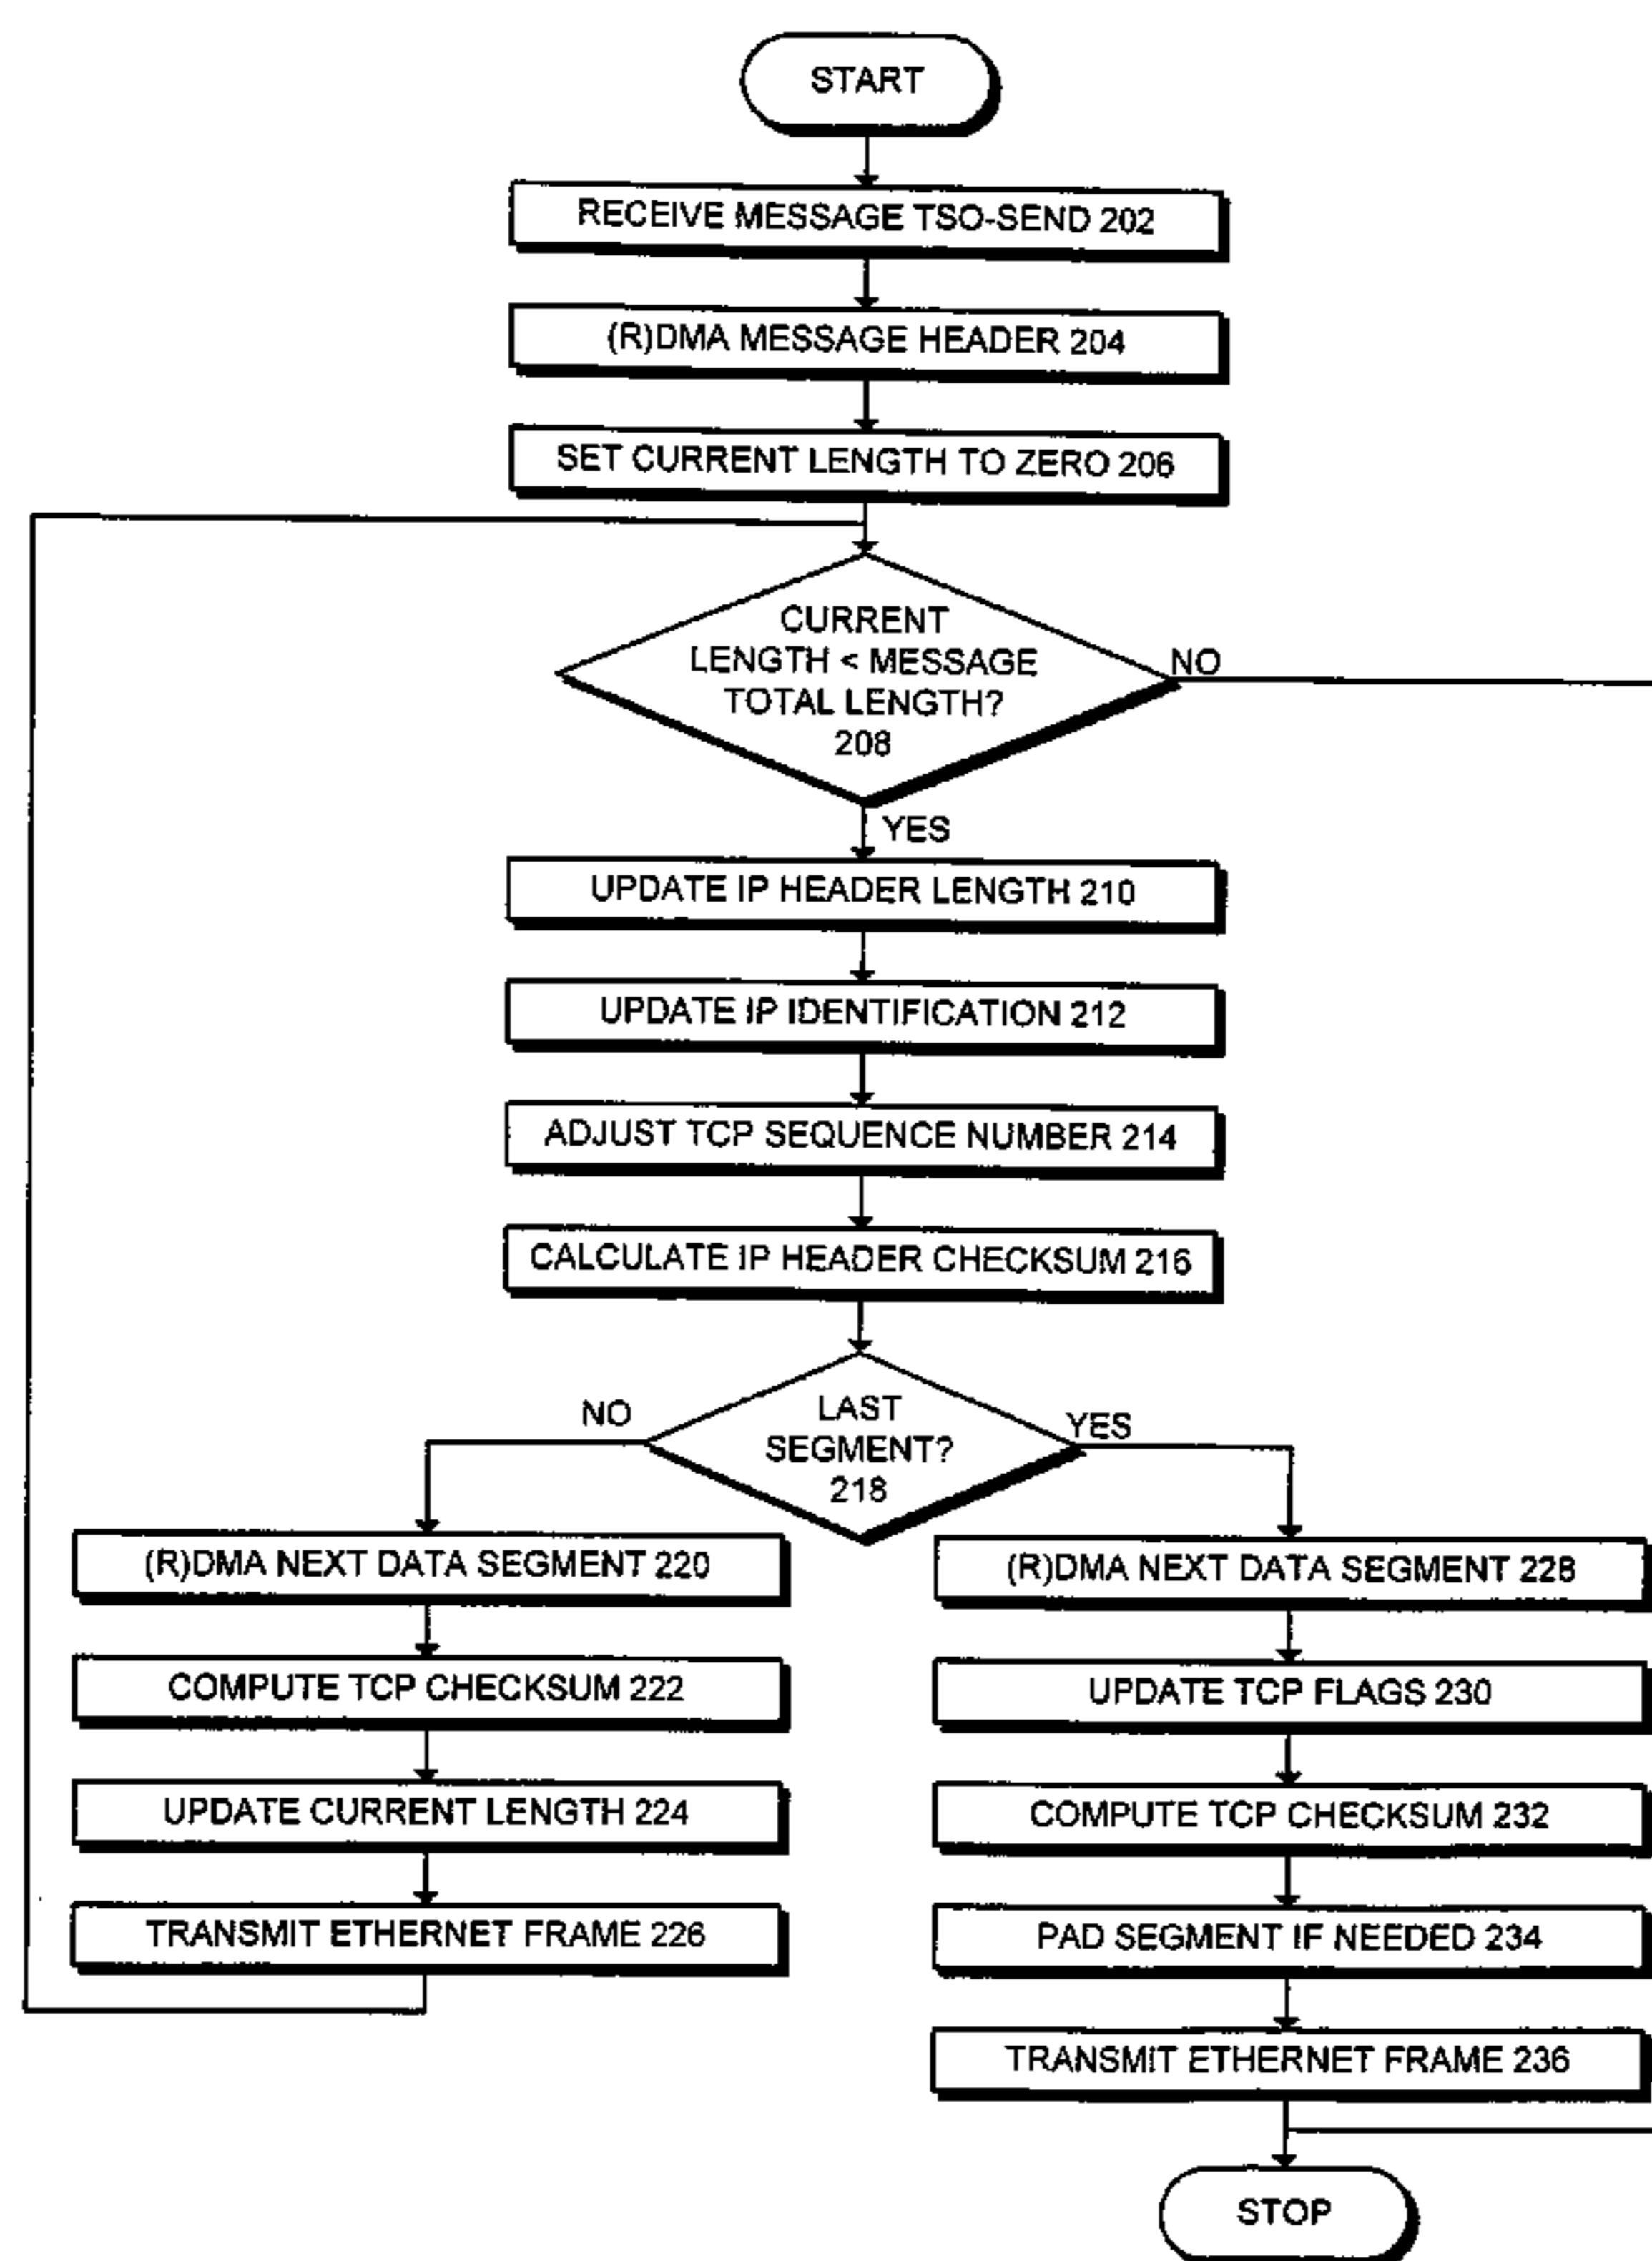 START
RECEIVE MESSAGE TSO-SEND 202
(R)DMA MESSAGE HEADER 204
SET CURRENT LENGTH TO ZERO 206
CURRENT
LENGTH < MESSAGE
TOTAL LENGTH?
208
NO
YES
UPDATE IP HEADER LENGTH 210
UPDATE IP IDENTIFICATION 212
ADJUST TCP SEQUENCE NUMBER 214
CALCULATE IP HEADER CHECKSUM 216
LAST
SEGMENT?
218
NO
YES
(R)DMA NEXT DATA SEGMENT 220
COMPUTE TCP CHECKSUM 222
UPDATE CURRENT LENGTH 224
TRANSMIT ETHERNET FRAME 226
(R)DMA NEXT DATA SEGMENT 228
UPDATE TCP FLAGS 230
COMPUTE TCP CHECKSUM 232
PAD SEGMENT IF NEEDED 234
TRANSMIT ETHERNET FRAME 236
STOP